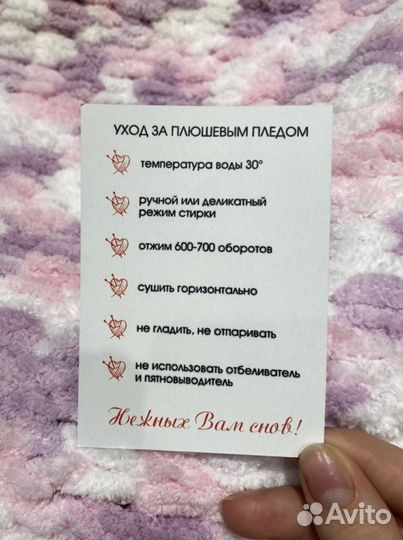 УХОД ЗА ПЛЮШЕВЫМ ПЛЕДОМ
температура воды 30°
ручной или деликатный
режим стирки
отжим 600-700 оборотов
сушить горизонтально
не гладить, не отпаривать
не использовать отбеливатель
и пятновыводитель
Нежных Вам снов!
Avito